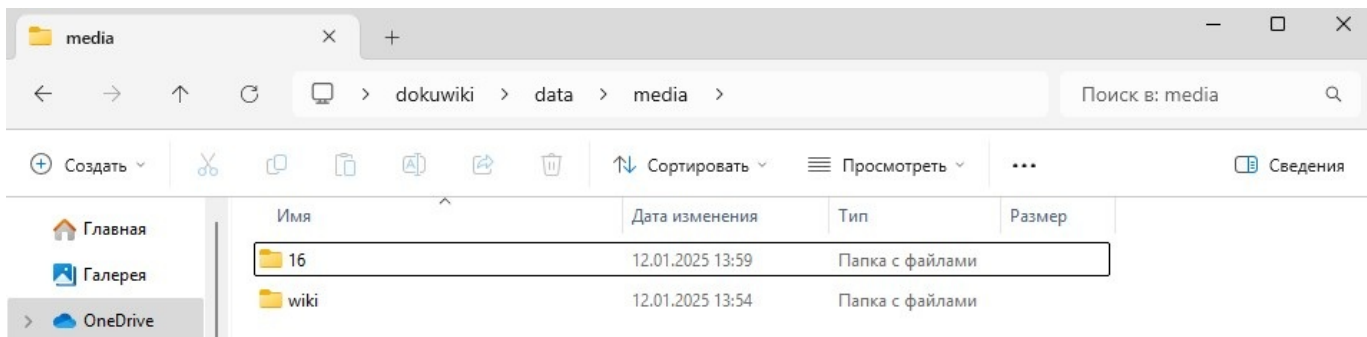 media
dokuwiki > data > media >
Поиск в: media
Создать
Сортировать
Просмотреть
Сведения
Главная
Галерея
OneDrive
Имя Дата изменения Тип Размер
16 12.01.2025 13:59 Папка с файлами
wiki 12.01.2025 13:54 Папка с файлами